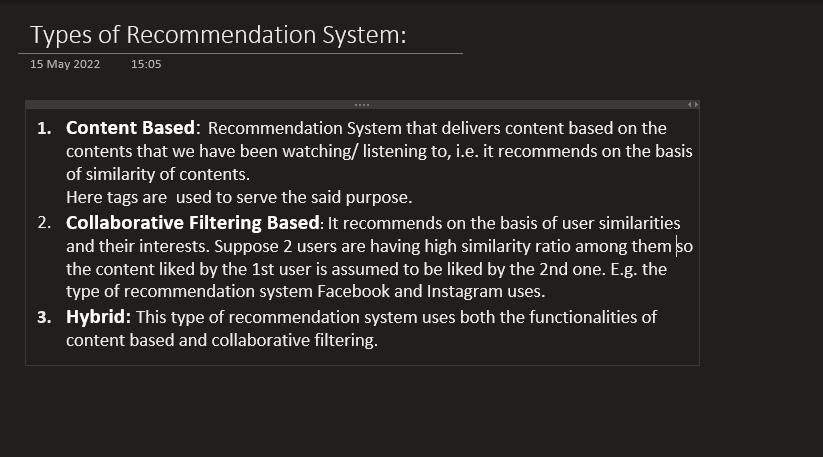 Types of Recommendation System:
15 May 2022 15:05
1. Content Based: Recommendation System that delivers content based on the
contents that we have been watching/ listening to, i.e. it recommends on the basis
of similarity of contents.
Here tags are  used to serve the said purpose.
2. Collaborative Filtering Based: It recommends on the basis of user similarities
and their interests. Suppose 2 users are having high similarity ratio among them so
the content liked by the 1st user is assumed to be liked by the 2nd one. E.g. the
type of recommendation system Facebook and Instagram uses.
3. Hybrid: This type of recommendation system uses both the functionalities of
content based and collaborative filtering.